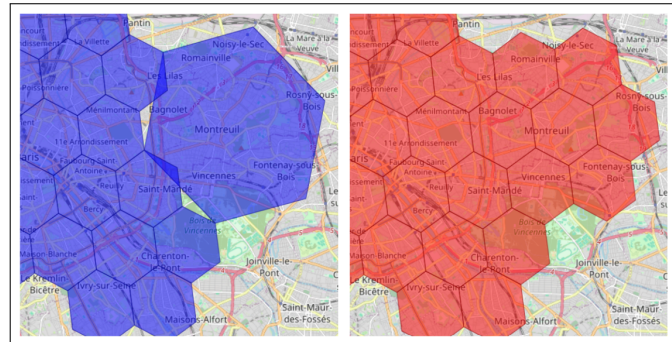 Pantin
La Villette
Noisy-le-Sec
Romainville
Les Lilas
Bagnolet
Ménilmontant
Rosny-sous-
Bois
Montreuil
11e Arrondissement
Faubourg Saint-
Antoine
Reuilly
Vincennes
Fontenay-sous-
Bois
Saint-Mandé
Bercy
Bois de
Vincennes
Maison-Blanche
Charenton-
le-Pont
Joinville-le-
Pont
Le Kremlin-
Bicêtre
Ivry-sur-Seine
Maisons-Alfort
Saint-Maur-
des-Fossés
Pantin
La Mare à la
Veuve
La Villette
Noisy-le-Sec
Romainville
Les Lilas
Bagnolet
Ménilmontant
Rosny-sous-
Bois
Montreuil
11e Arrondissement
Faubourg Saint-
Antoine
Reuilly
Vincennes
Fontenay-sous-
Bois
Saint-Mandé
Bercy
Bois de
Vincennes
Maison-Blanche
Charenton-
le-Pont
Joinville-le-
Pont
Le Kremlin-
Bicêtre
Ivry-sur-Seine
Maisons-Alfort
Saint-Maur-
des-Fossés